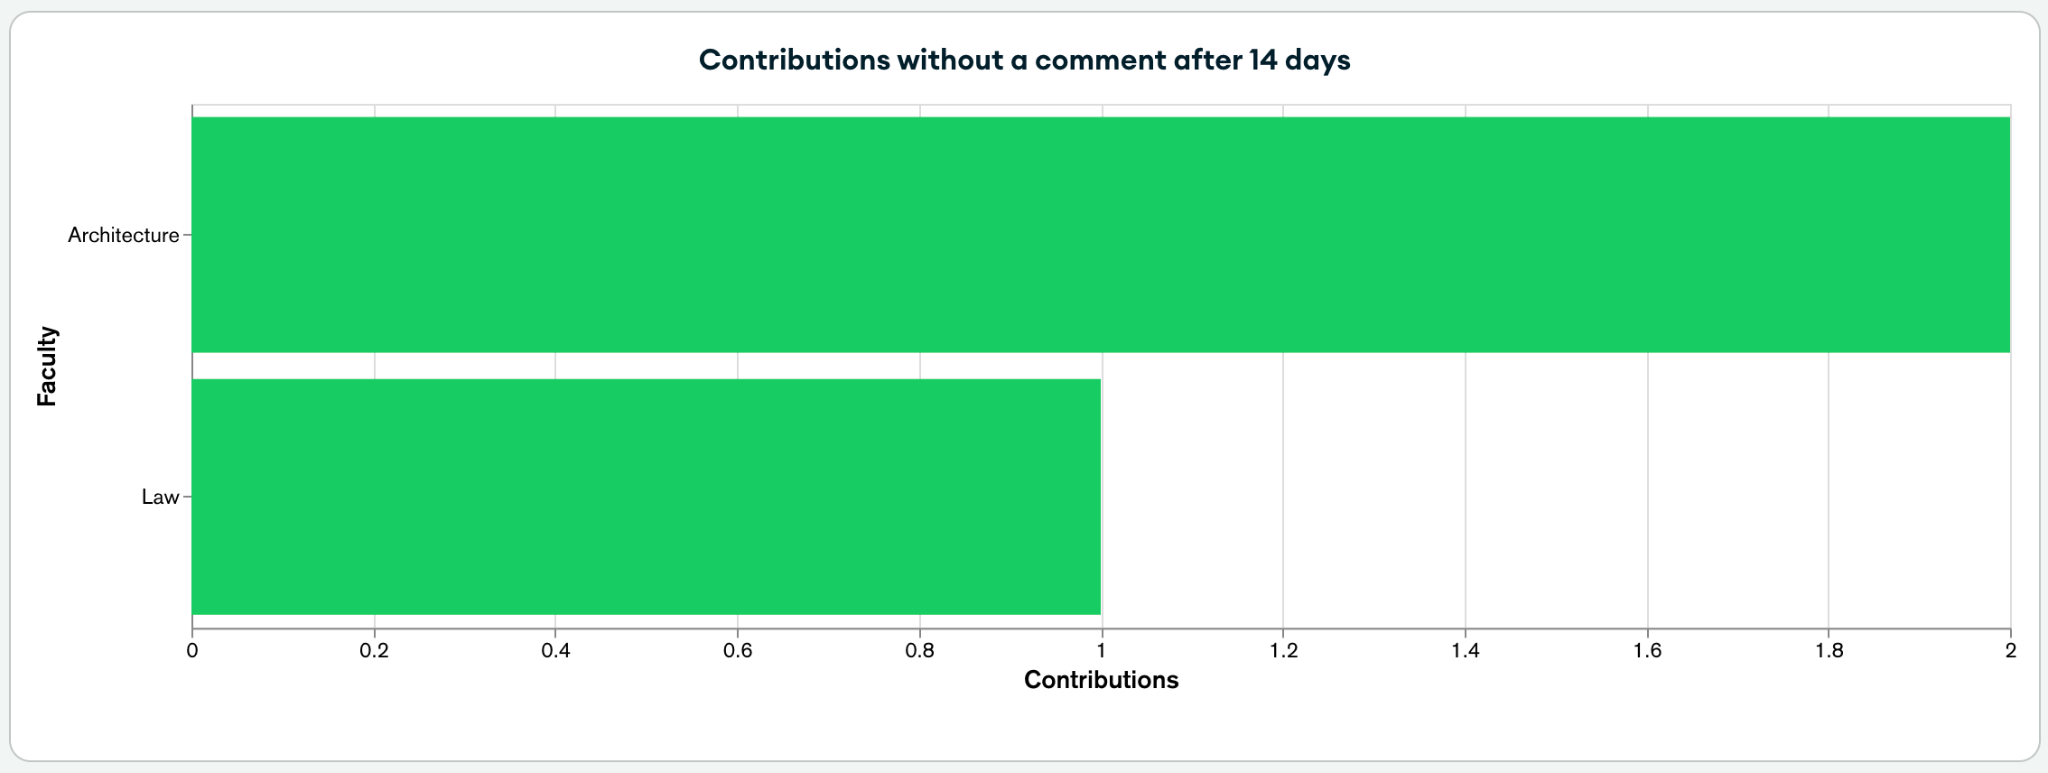 Contributions without a comment after 14 days
Faculty
Architecture
Law
0 0.2 0.4 0.6 0.8 1 1.2 1.4 1.6 1.8 2
Contributions